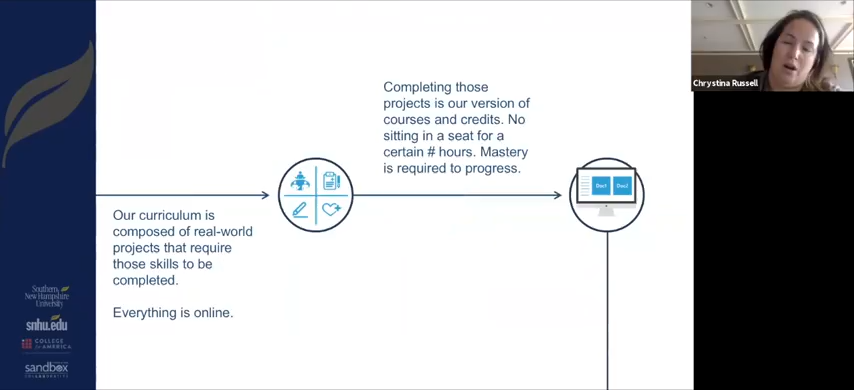 Completing those
projects is our version of
courses and credits. No
sitting in a seat for a
certain # hours. Mastery
is required to progress.
Chrystina Russell
Doc1 Doc2
Our curriculum is
composed of real-world
projects that require
those skills to be
completed.
Everything is online.
Southern
New Hampshire
University
snhu.edu
COLLEGE
for AMERICA
sandbox